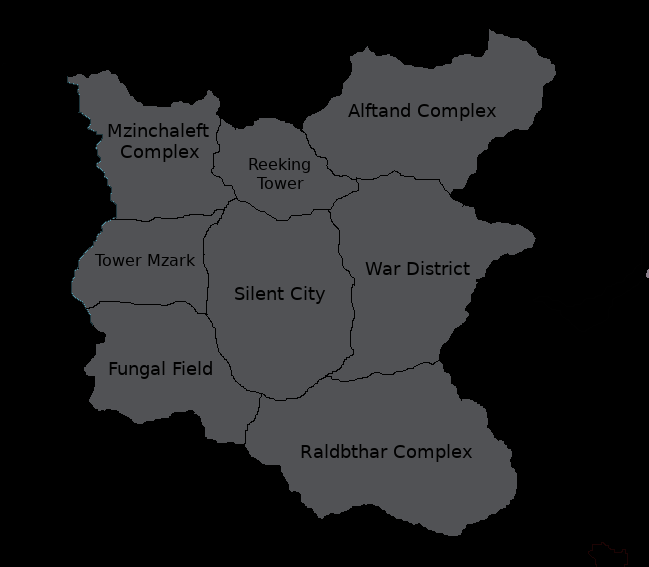 Alftand Complex
Mzinchaleft
Complex
Reeking
Tower
Tower Mzark
War District
Silent City
Fungal Field
Raldbthar Complex